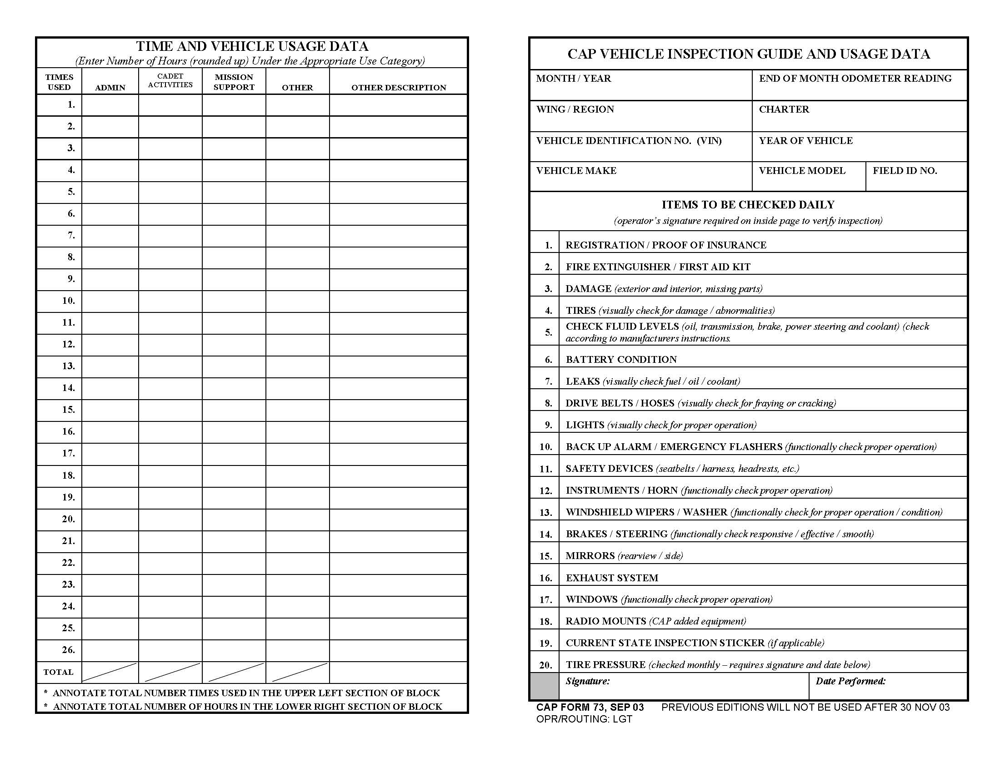 TIME AND VEHICLE USAGE DATA
(Enter Number of Hours (rounded up) Under the Appropriate Use Category)
TIMES USED ADMIN CADET ACTIVITIES MISSION SUPPORT OTHER OTHER DESCRIPTION
1.
2.
3.
4.
5.
6.
7.
8.
9.
10.
11.
12.
13.
14.
15.
16.
17.
18.
19.
20.
21.
22.
23.
24.
25.
26.
TOTAL
* ANNOTATE TOTAL NUMBER TIMES USED IN THE UPPER LEFT SECTION OF BLOCK
* ANNOTATE TOTAL NUMBER OF HOURS IN THE LOWER RIGHT SECTION OF BLOCK
CAP VEHICLE INSPECTION GUIDE AND USAGE DATA
MONTH / YEAR END OF MONTH ODOMETER READING
WING / REGION CHARTER
VEHICLE IDENTIFICATION NO. (VIN) YEAR OF VEHICLE
VEHICLE MAKE VEHICLE MODEL FIELD ID NO.
ITEMS TO BE CHECKED DAILY
(operator's signature required on inside page to verify inspection)
1. REGISTRATION / PROOF OF INSURANCE
2. FIRE EXTINGUISHER / FIRST AID KIT
3. DAMAGE (exterior and interior, missing parts)
4. TIRES (visually check for damage / abnormalities)
5. CHECK FLUID LEVELS (oil, transmission, brake, power steering and coolant) (check
according to manufacturers instructions.
6. BATTERY CONDITION
7. LEAKS (visually check fuel / oil / coolant)
8. DRIVE BELTS / HOSES (visually check for fraying or cracking)
9. LIGHTS (visually check for proper operation)
10. BACK UP ALARM / EMERGENCY FLASHERS (functionally check proper operation)
11. SAFETY DEVICES (seatbelts / harness, headrests, etc.)
12. INSTRUMENTS / HORN (functionally check proper operation)
13. WINDSHIELD WIPERS / WASHER (functionally check for proper operation / condition)
14. BRAKES / STEERING (functionally check responsive / effective / smooth)
15. MIRRORS (rearview / side)
16. EXHAUST SYSTEM
17. WINDOWS (functionally check proper operation)
18. RADIO MOUNTS (CAP added equipment)
19. CURRENT STATE INSPECTION STICKER (if applicable)
20. TIRE PRESSURE (checked monthly – requires signature and date below)
Signature: Date Performed:
CAP FORM 73, SEP 03 PREVIOUS EDITIONS WILL NOT BE USED AFTER 30 NOV 03
OPR/ROUTING: LGT